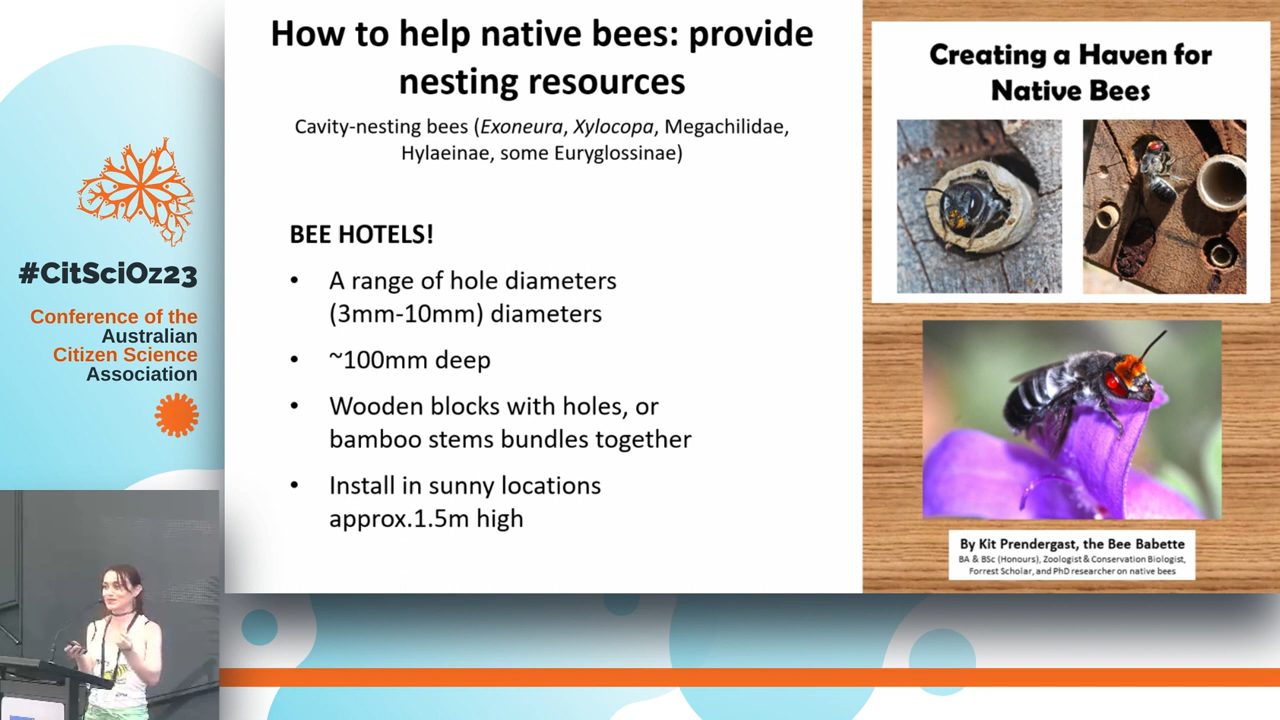 How to help native bees: provide
nesting resources
Cavity-nesting bees (Exoneura, Xylocopa, Megachilidae,
Hylaeinae, some Euryglossinae)
BEE HOTELS!
• A range of hole diameters
(3mm-10mm) diameters
• ~100mm deep
• Wooden blocks with holes, or
bamboo stems bundles together
• Install in sunny locations
approx.1.5m high
Creating a Haven for
Native Bees
By Kit Prendergast, the Bee Babette
BA & BSc (Honours), Zoologist & Conservation Biologist,
Forrest Scholar, and PhD researcher on native bees
#CitSciOz23
Conference of the
Australian
Citizen Science
Association